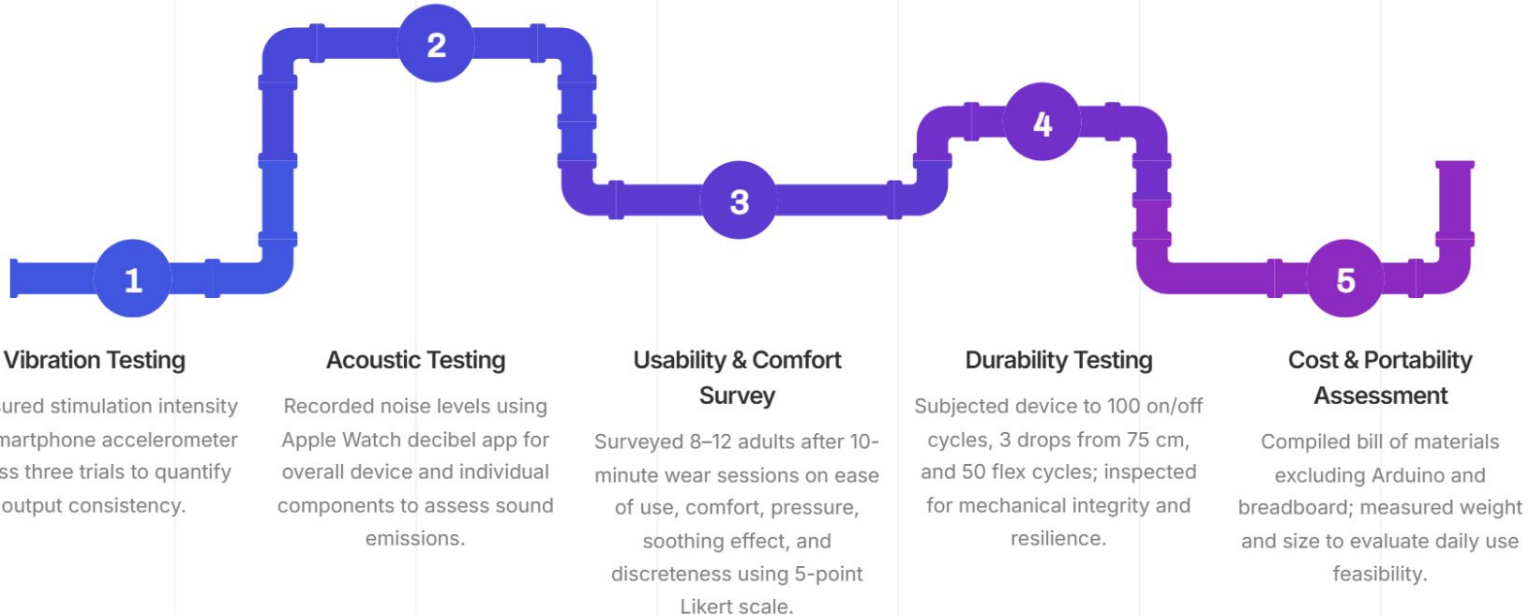 1
Vibration Testing
stimulation intensity
accelerometer
three trials to quantify
output consistency.
2
Acoustic Testing
Recorded noise levels using
Apple Watch decibel app for
overall device and individual
components to assess sound
emissions.
3
Usability & Comfort
Survey
Surveyed 8–12 adults after 10-
minute wear sessions on ease
of use, comfort, pressure,
soothing effect, and
discreteness using 5-point
Likert scale.
4
Durability Testing
Subjected device to 100 on/off
cycles, 3 drops from 75 cm,
and 50 flex cycles; inspected
for mechanical integrity and
resilience.
5
Cost & Portability
Assessment
Compiled bill of materials
excluding Arduino and
breadboard; measured weight
and size to evaluate daily use
feasibility.